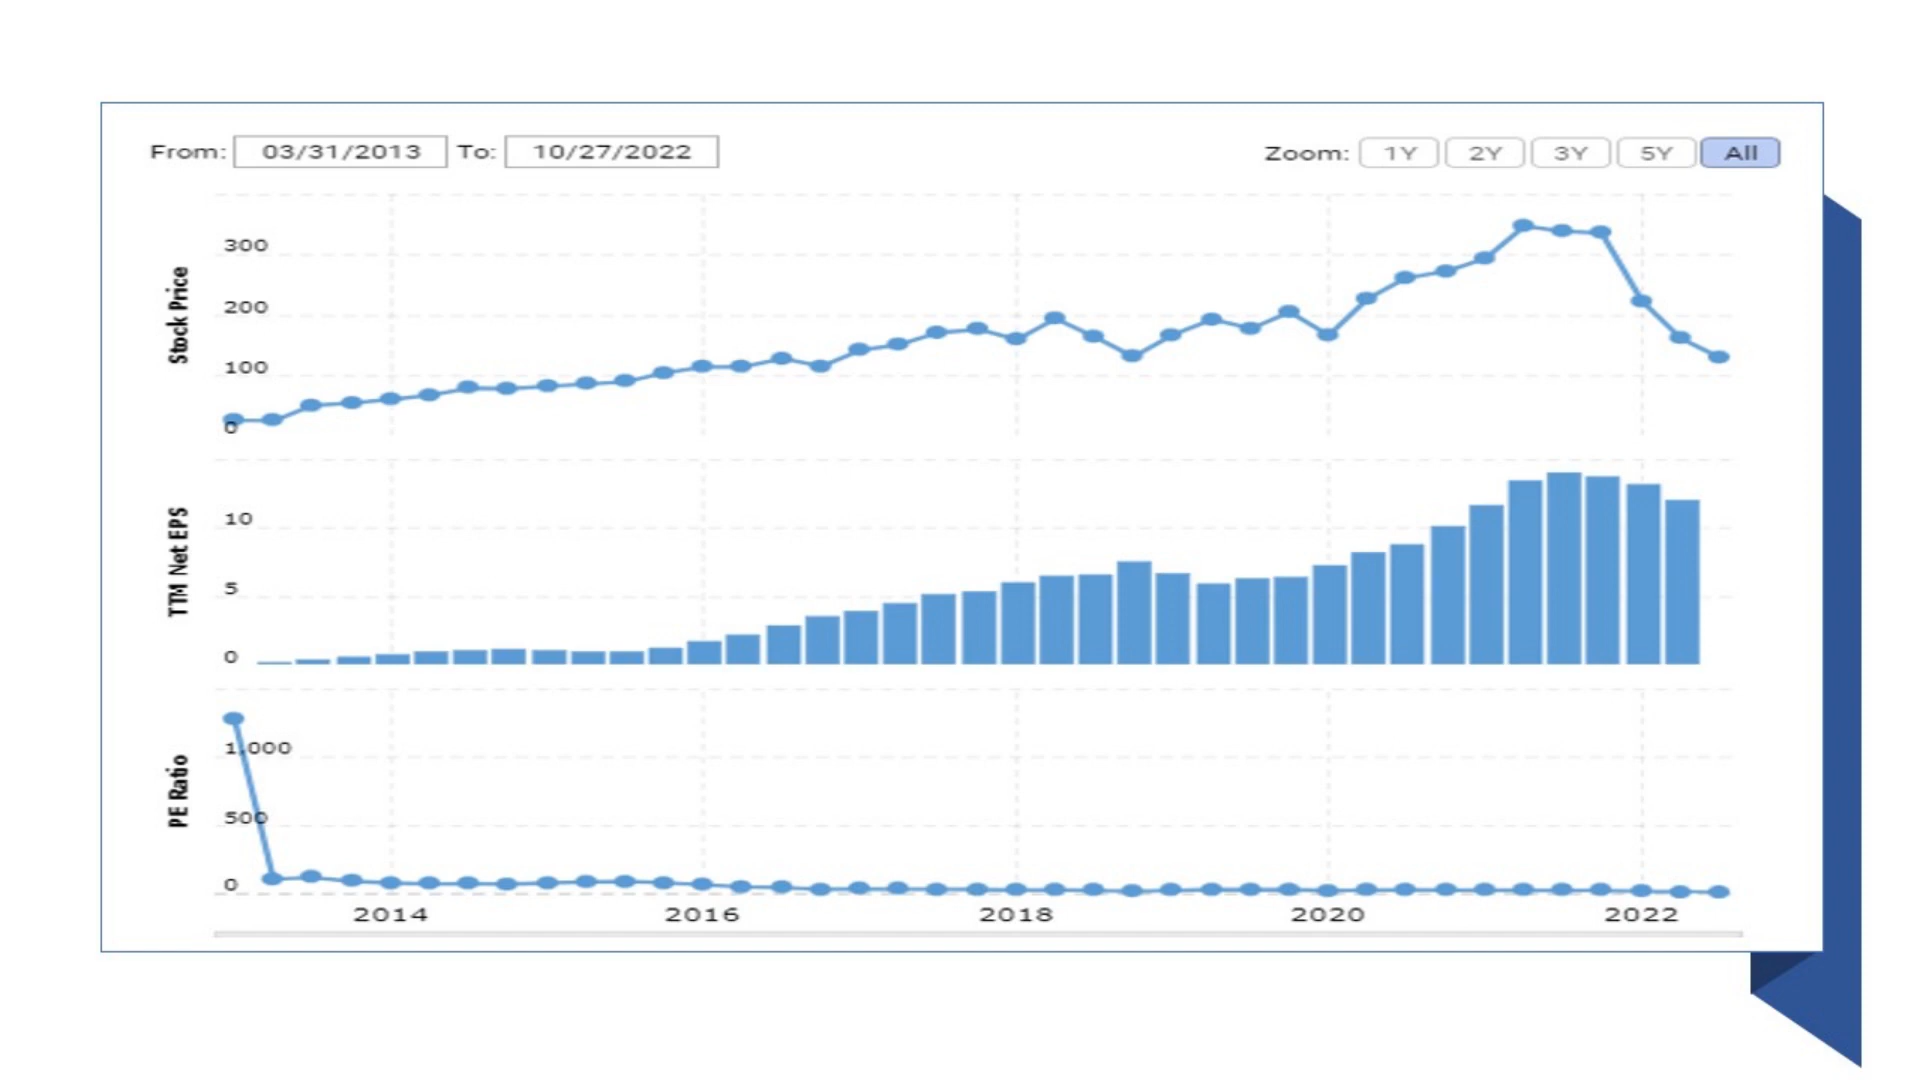 From: 03/31/2013 To: 10/27/2022 Zoom: 1Y 2Y 3Y 5Y All
Stock Price
300
200
100
0
TTM Net EPS
10
5
0
PE Ratio
1,000
500
0
2014 2016 2018 2020 2022